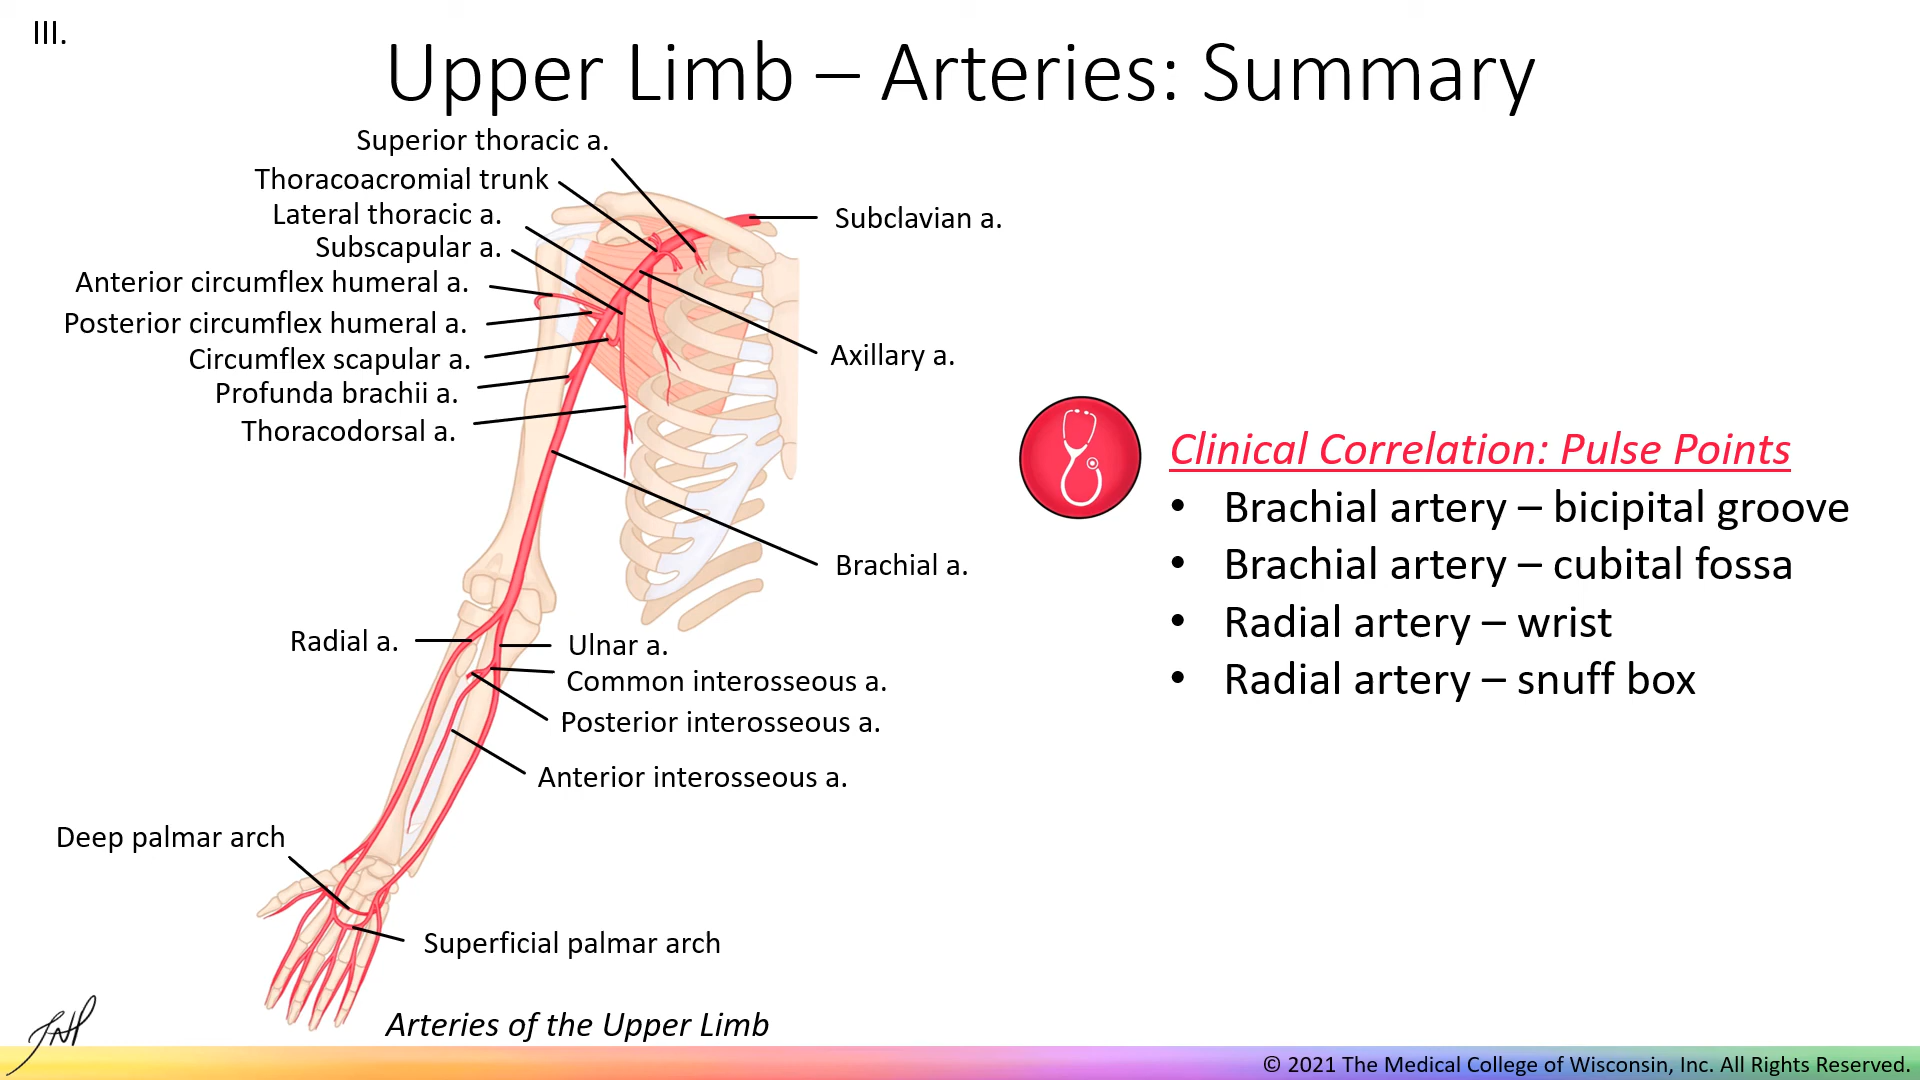 III.
Upper Limb – Arteries: Summary
Superior thoracic a.
Thoracoacromial trunk
Lateral thoracic a.
Subscapular a.
Anterior circumflex humeral a.
Posterior circumflex humeral a.
Circumflex scapular a.
Profunda brachii a.
Thoracodorsal a.
Subclavian a.
Axillary a.
Brachial a.
Radial a.
Ulnar a.
Common interosseous a.
Posterior interosseous a.
Anterior interosseous a.
Deep palmar arch
Superficial palmar arch
Arteries of the Upper Limb
Clinical Correlation: Pulse Points
• Brachial artery – bicipital groove
• Brachial artery – cubital fossa
• Radial artery – wrist
• Radial artery – snuff box
© 2021 The Medical College of Wisconsin, Inc. All Rights Reserved.